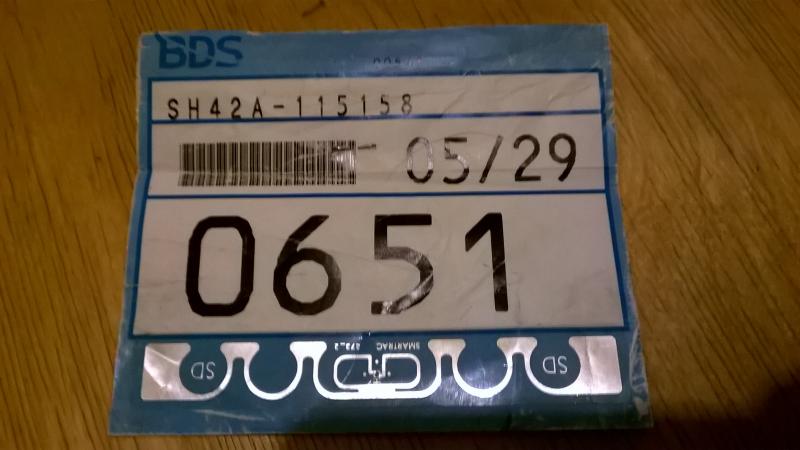 BDS
SH42A-115158
05/29
0651
SMARTRAC
SD
SD